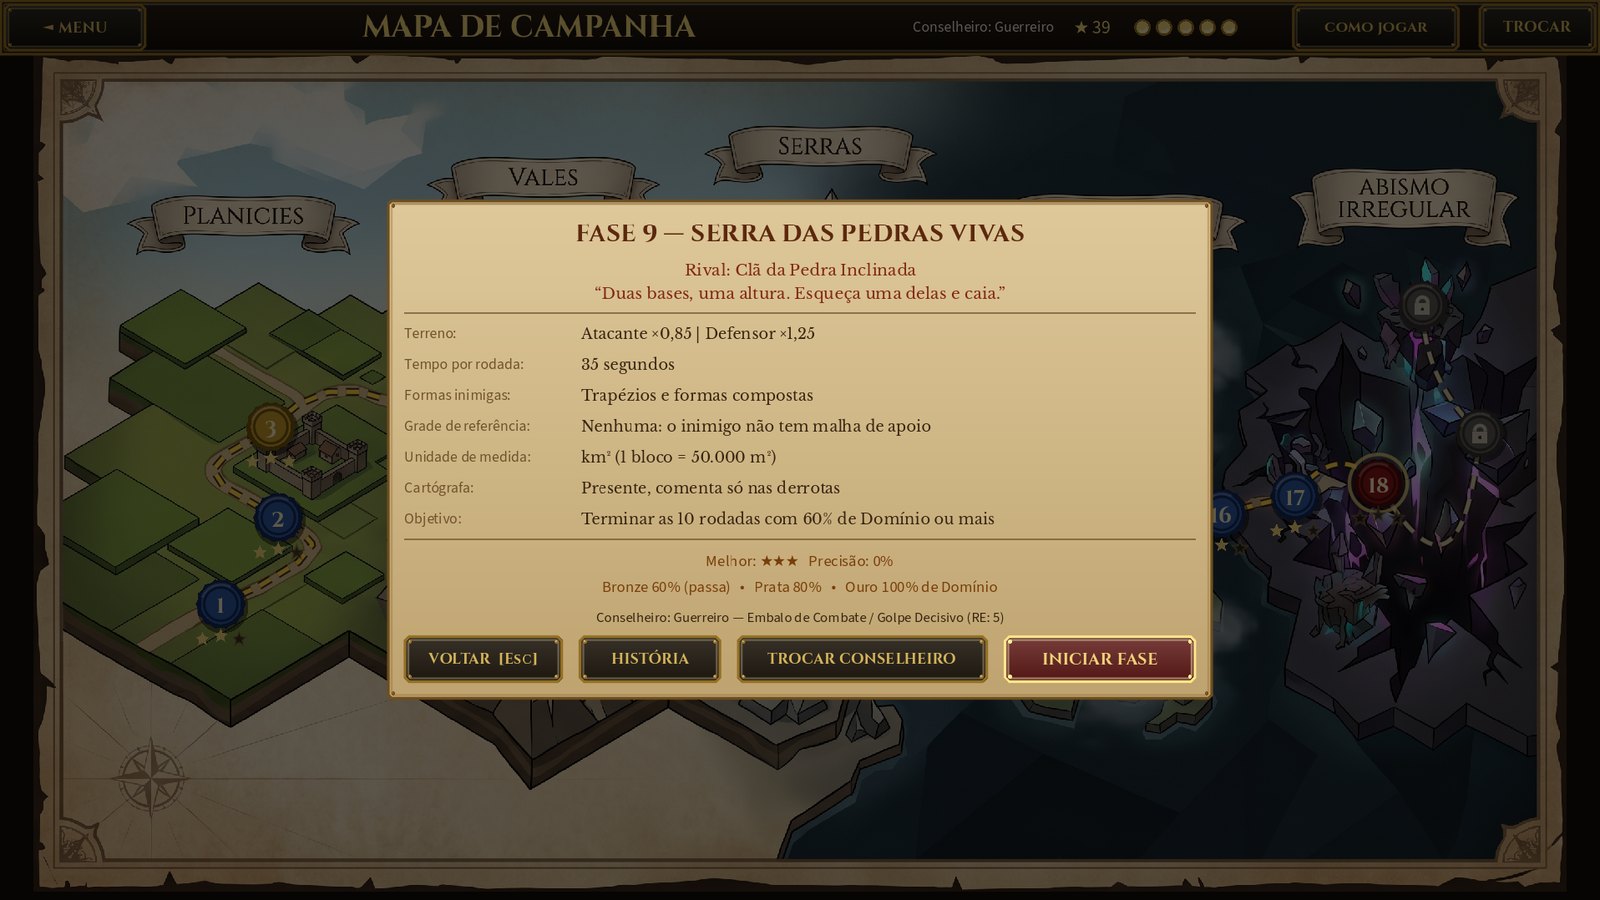 ◄ MENU
MAPA DE CAMPANHA
Conselheiro: Guerreiro ★ 39
COMO JOGAR
TROCAR
PLANICIES
VALES
SERRAS
ABISMO
IRREGULAR
FASE 9 — SERRA DAS PEDRAS VIVAS
Rival: Clã da Pedra Inclinada
“Duas bases, uma altura. Esqueça uma delas e caia.”
Terreno: Atacante ×0,85 | Defensor ×1,25
Tempo por rodada: 35 segundos
Formas inimigas: Trapézios e formas compostas
Grade de referência: Nenhuma: o inimigo não tem malha de apoio
Unidade de medida: km² (1 bloco = 50.000 m²)
Cartógrafa: Presente, comenta só nas derrotas
Objetivo: Terminar as 10 rodadas com 60% de Domínio ou mais
Melhor: ★★★ Precisão: 0%
Bronze 60% (passa) • Prata 80% • Ouro 100% de Domínio
Conselheiro: Guerreiro — Embalo de Combate / Golpe Decisivo (RE: 5)
VOLTAR [ESC]
HISTÓRIA
TROCAR CONSELHEIRO
INICIAR FASE
3
2
1
16
17
18